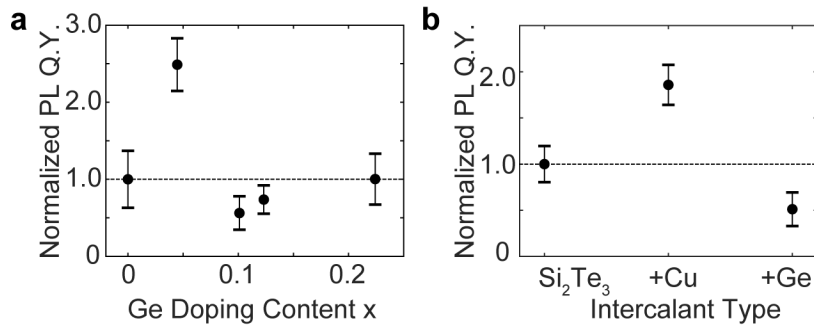 a
Normalized PL Q.Y.
3.0
2.0
1.0
0
0
0.1
0.2
Ge Doping Content x
b
Normalized PL Q.Y.
2.0
1.0
0
Si₂Te₃
+Cu
+Ge
Intercalant Type